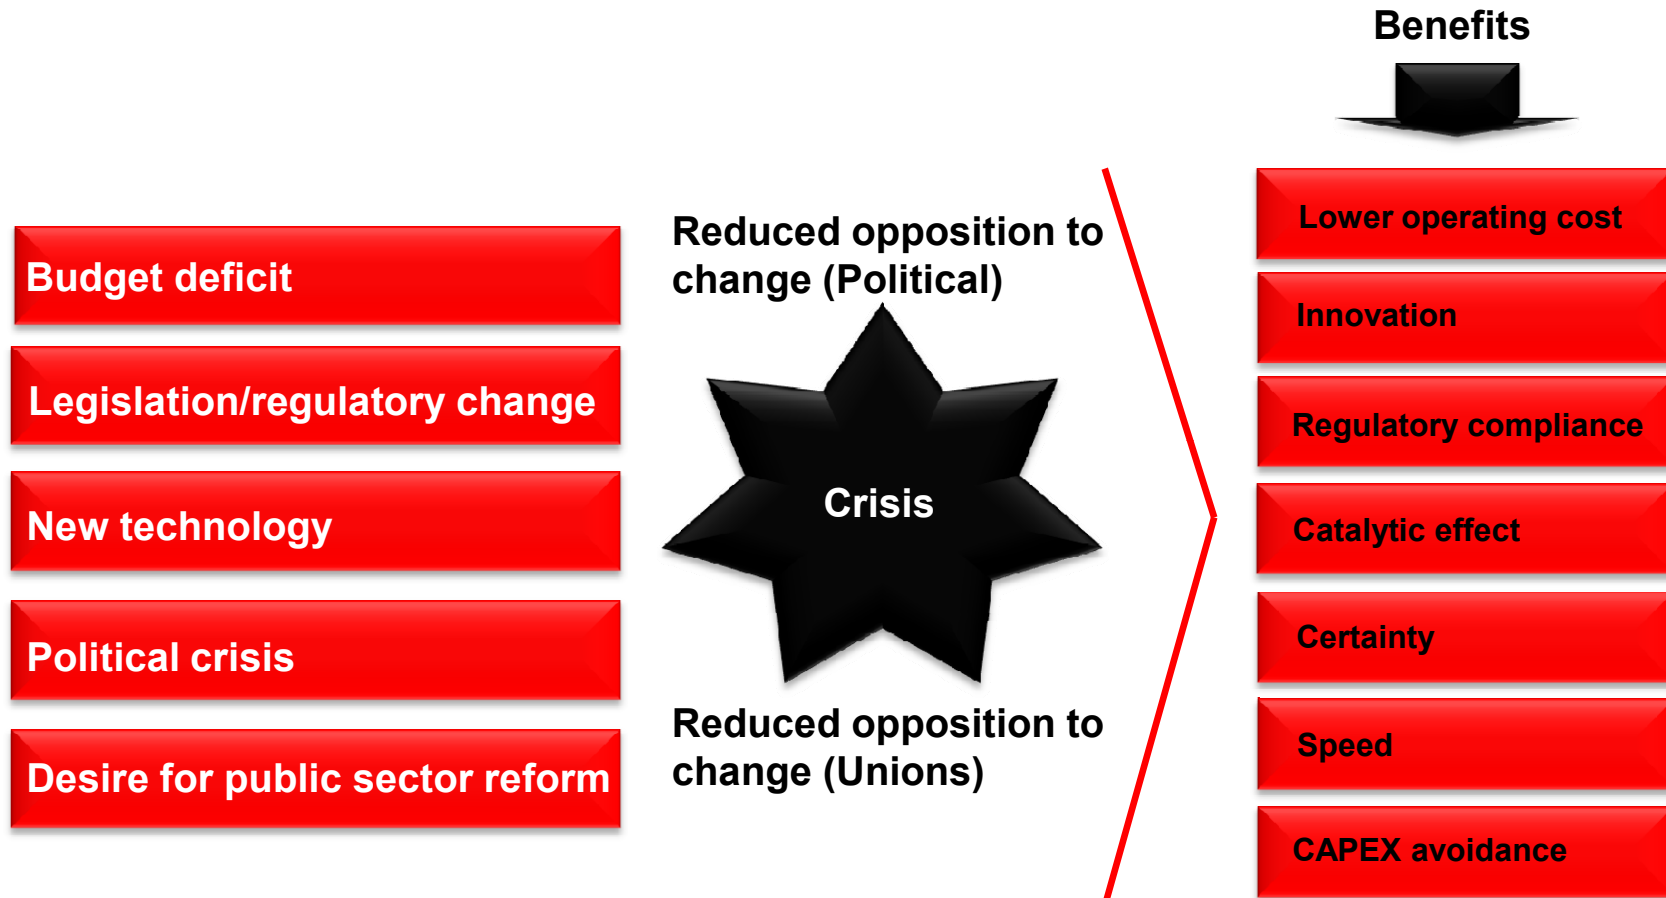 Benefits
Budget deficit
Legislation/regulatory change
New technology
Political crisis
Desire for public sector reform
Reduced opposition to
change (Political)
Crisis
Reduced opposition to
change (Unions)
Lower operating cost
Innovation
Regulatory compliance
Catalytic effect
Certainty
Speed
CAPEX avoidance